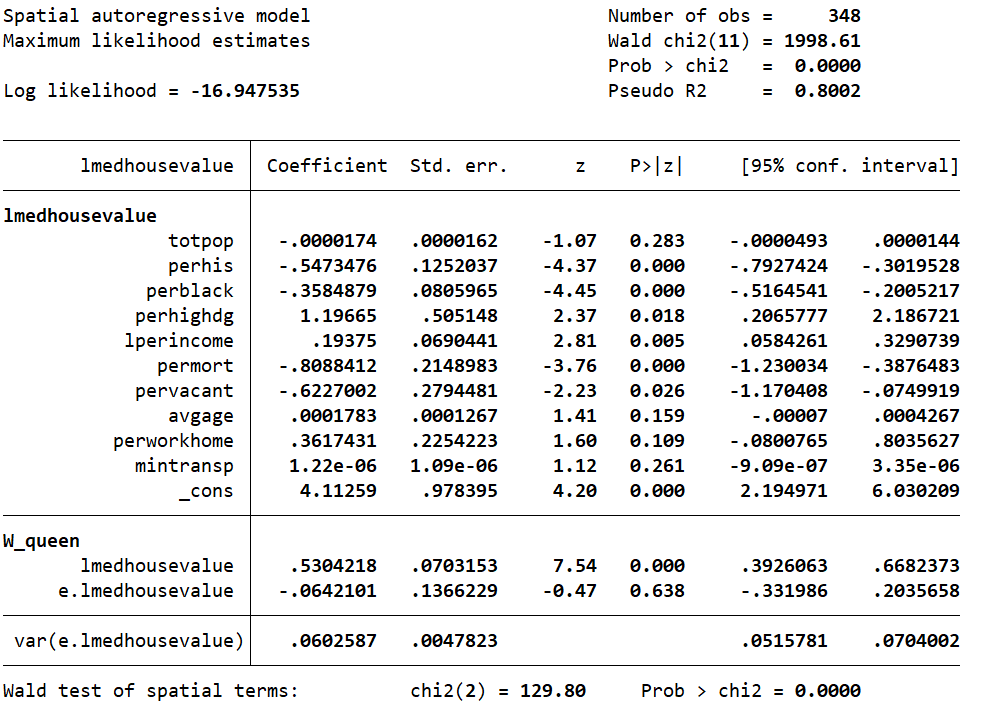 Spatial autoregressive model Number of obs = 348
Maximum likelihood estimates Wald chi2(11) = 1998.61
Prob > chi2 = 0.0000
Log likelihood = -16.947535 Pseudo R2 = 0.8002
lmedhousevalue Coefficient Std. err. z P>|z| [95% conf. interval]
lmedhousevalue
totpop -.0000174 .0000162 -1.07 0.283 -.0000493 .0000144
perhis -.5473476 .1252037 -4.37 0.000 -.7927424 -.3019528
perblack -.3584879 .0805965 -4.45 0.000 -.5164541 -.2005217
perhighdg 1.19665 .505148 2.37 0.018 .2065777 2.186721
lperincome .19375 .0690441 2.81 0.005 .0584261 .3290739
permort -.8088412 .2148983 -3.76 0.000 -1.230034 -.3876483
pervacant -.6227002 .2794481 -2.23 0.026 -1.170408 -.0749919
avgage .0001783 .0001267 1.41 0.159 -.00007 .0004267
perworkhome .3617431 .2254223 1.60 0.109 -.0800765 .8035627
mintransp 1.22e-06 1.09e-06 1.12 0.261 -9.09e-07 3.35e-06
_cons 4.11259 .978395 4.20 0.000 2.194971 6.030209
W_queen
lmedhousevalue .5304218 .0703153 7.54 0.000 .3926063 .6682373
e.lmedhousevalue -.0642101 .1366229 -0.47 0.638 -.331986 .2035658
var(e.lmedhousevalue) .0602587 .0047823 .0515781 .0704002
Wald test of spatial terms: chi2(2) = 129.80 Prob > chi2 = 0.0000